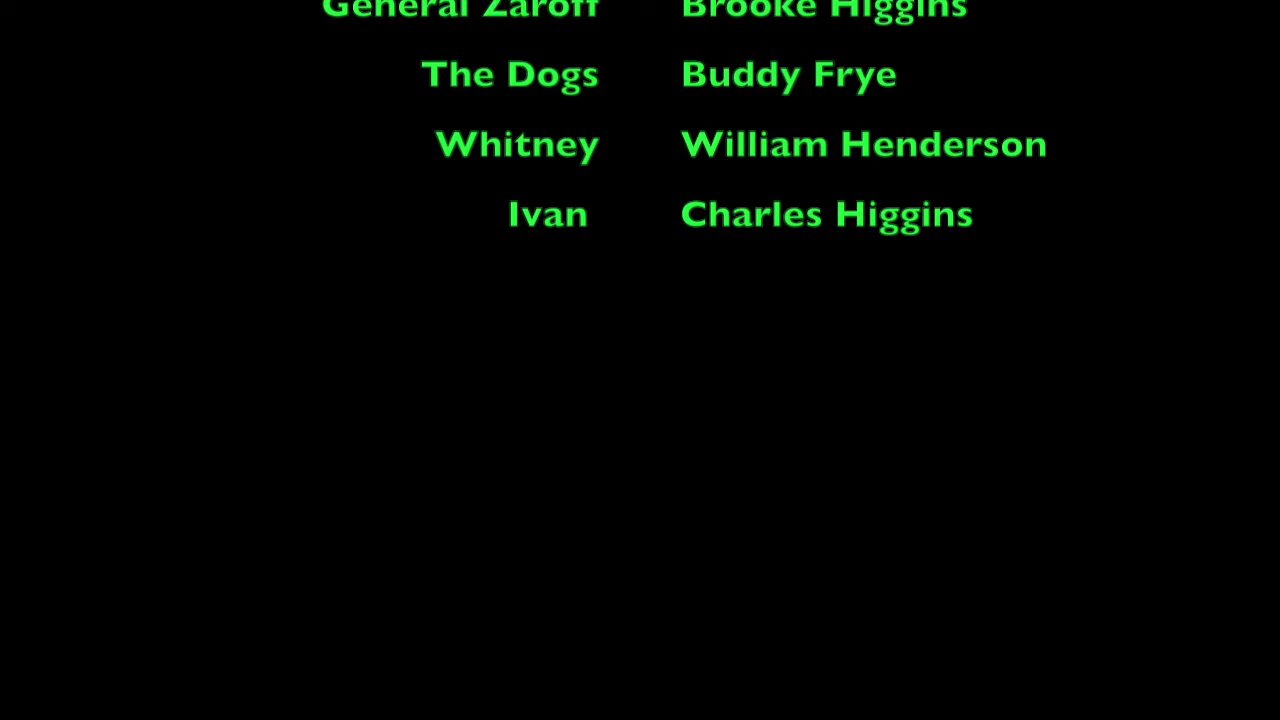 General Zaroff Brooke Higgins
The Dogs Buddy Frye
Whitney William Henderson
Ivan Charles Higgins